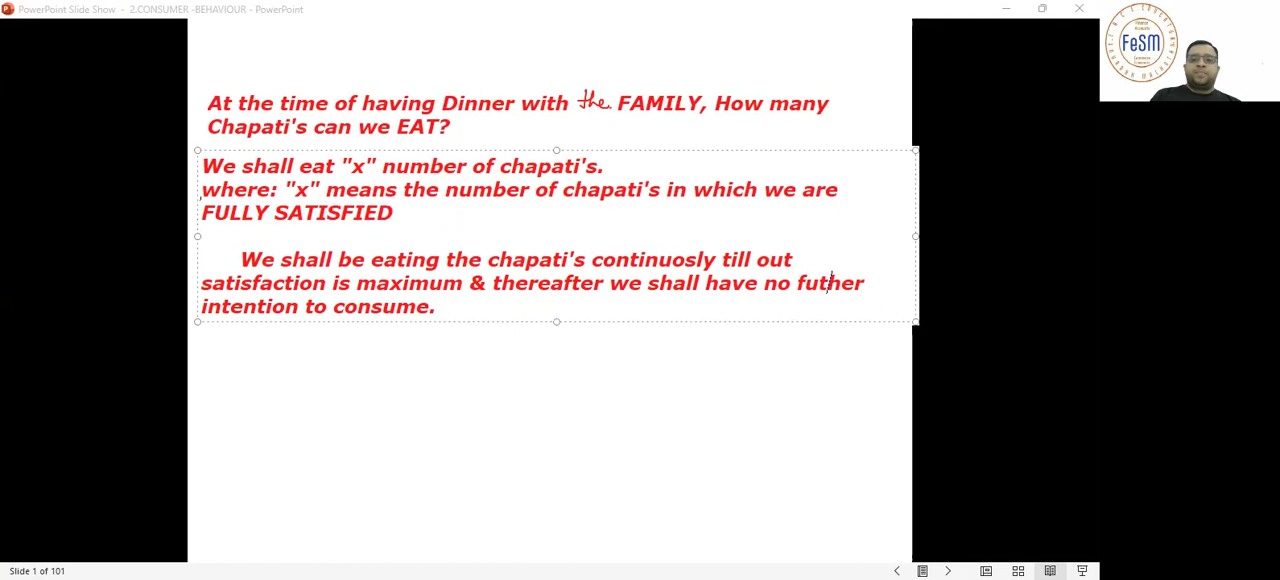 PowerPoint Slide Show - 2.CONSUMER -BEHAVIOUR - PowerPoint
FeSM
At the time of having Dinner with the FAMILY, How many
Chapati's can we EAT?
We shall eat "x" number of chapati's.
where: "x" means the number of chapati's in which we are
FULLY SATISFIED
We shall be eating the chapati's continuosly till out
satisfaction is maximum & thereafter we shall have no futher
intention to consume.
Slide 1 of 101